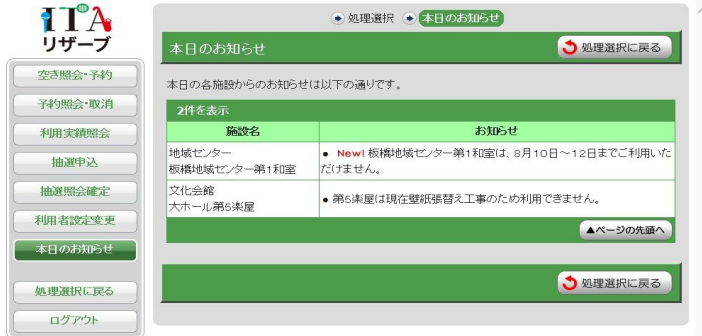 ITA
リザーブ
空き照会・予約
予約照会・取消
利用実績照会
抽選申込
抽選照会確定
利用者設定変更
本日のお知らせ
処理選択に戻る
ログアウト
処理選択 本日のお知らせ
本日のお知らせ
処理選択に戻る
本日の各施設からのお知らせは以下の通りです。
2件を表示
施設名 お知らせ
地域センター
板橋地域センター第1和室
● New! 板橋地域センター第1和室は、8月10日～12日までご利用いた
だけません。
文化会館
大ホール第5楽屋
● 第5楽屋は現在壁紙張替え工事のため利用できません。
▲ページの先頭へ
処理選択に戻る